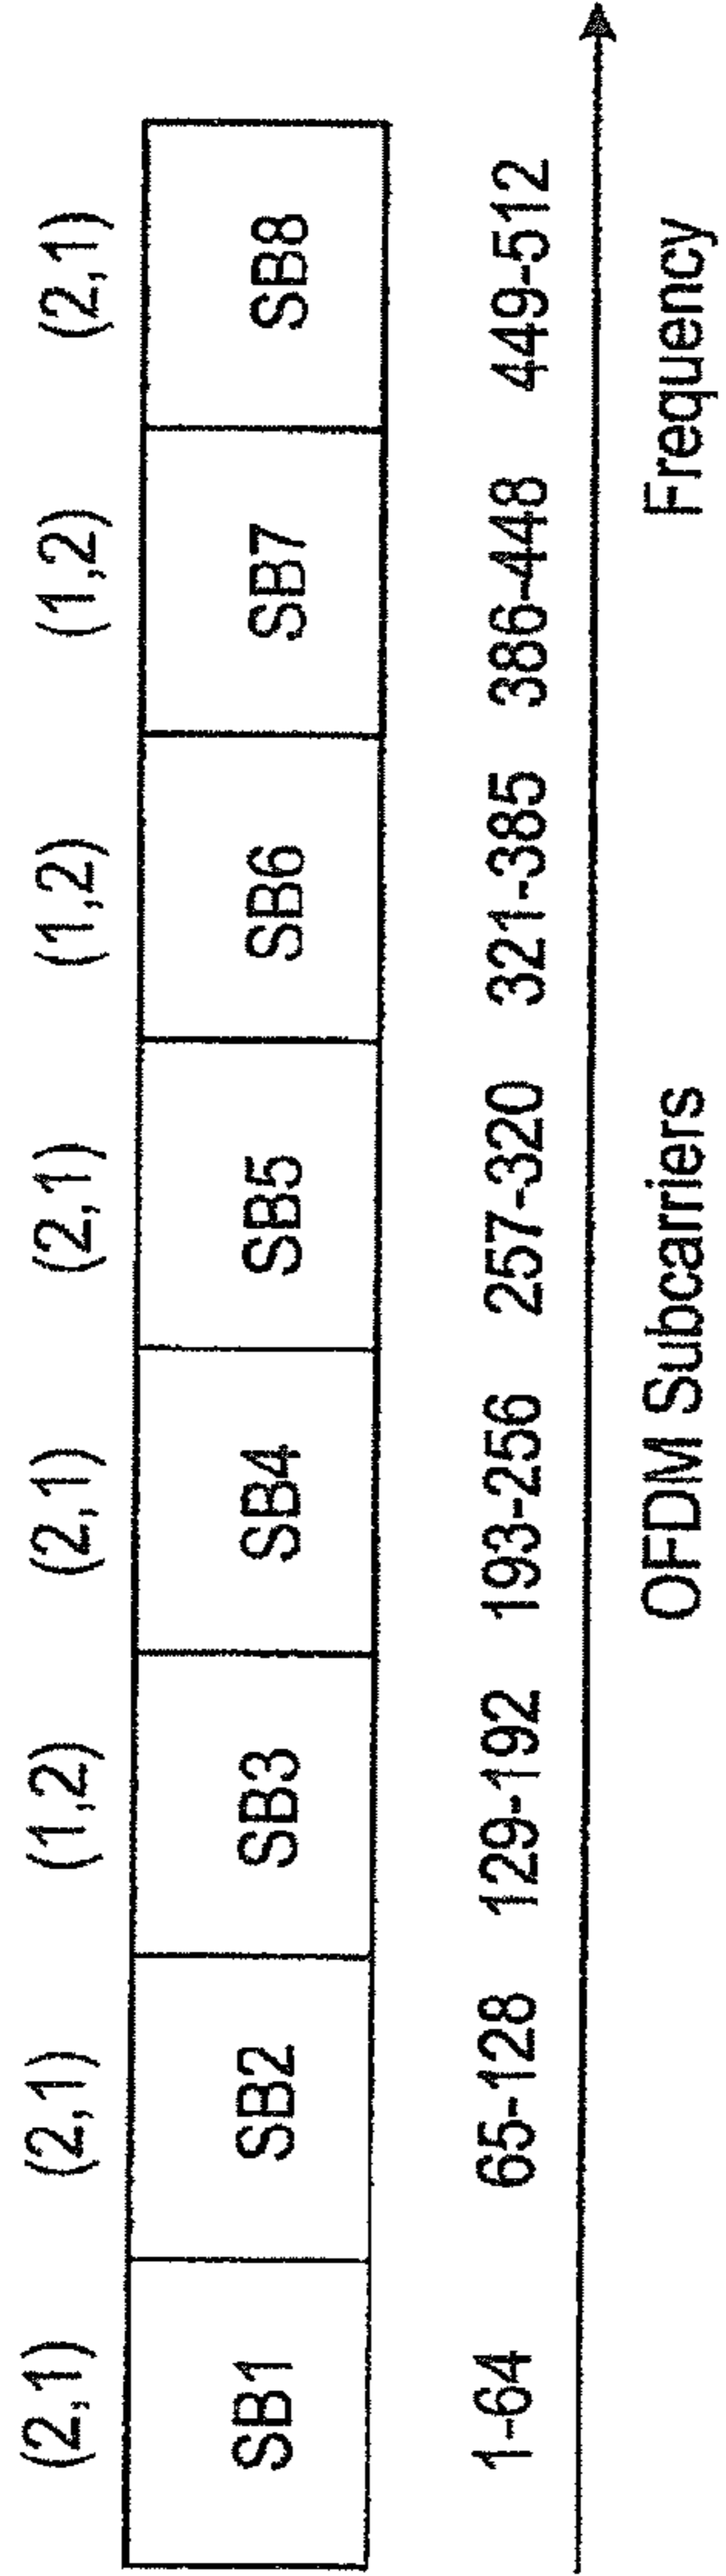 (2,1) (2,1) (1,2) (2,1) (2,1) (1,2) (1,2) (2,1)
SB1 SB2 SB3 SB4 SB5 SB6 SB7 SB8
1-64 65-128 129-192 193-256 257-320 321-385 386-448 449-512
OFDM Subcarriers Frequency